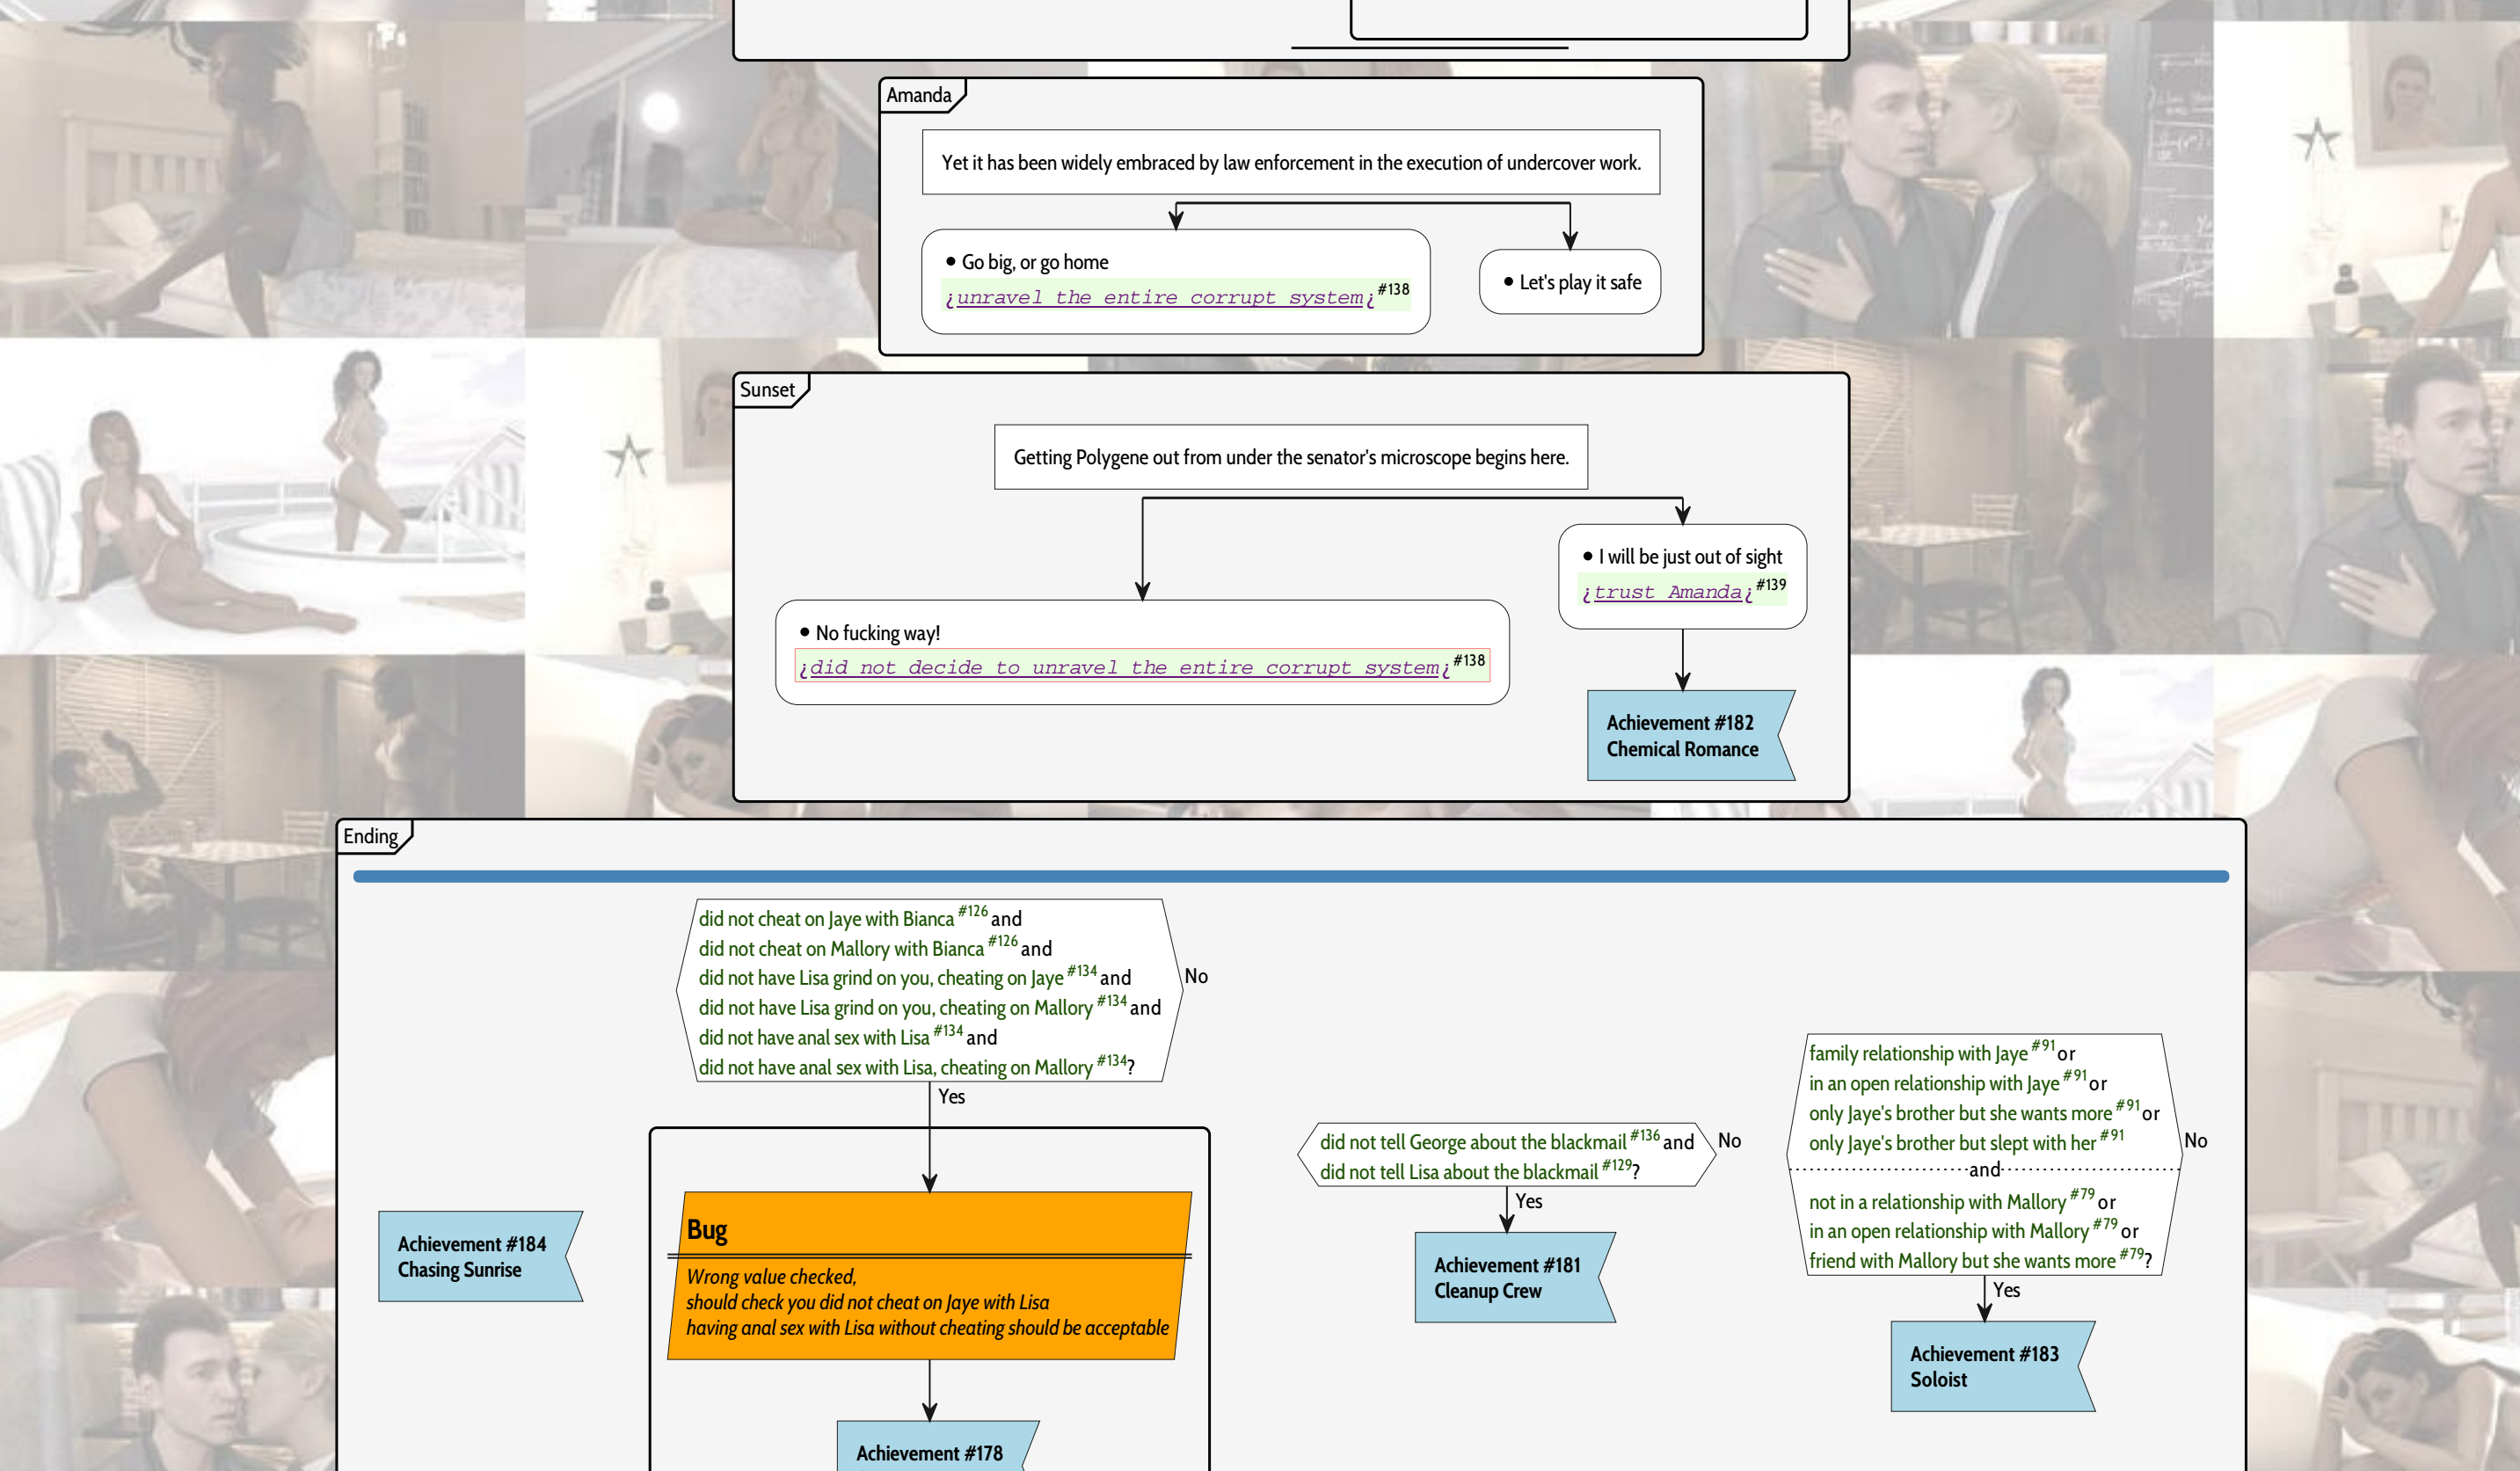 Amanda
Yet it has been widely embraced by law enforcement in the execution of undercover work.
• Go big, or go home
¿unravel the entire corrupt system¿ #138
• Let's play it safe
Sunset
Getting Polygene out from under the senator's microscope begins here.
• I will be just out of sight
¿trust Amanda¿ #139
• No fucking way!
¿did not decide to unravel the entire corrupt system¿ #138
Achievement #182
Chemical Romance
Ending
did not cheat on Jaye with Bianca #126 and
did not cheat on Mallory with Bianca #126 and
did not have Lisa grind on you, cheating on Jaye #134 and
did not have Lisa grind on you, cheating on Mallory #134 and
did not have anal sex with Lisa #134 and
did not have anal sex with Lisa, cheating on Mallory #134?
No
Yes
Bug
Wrong value checked,
should check you did not cheat on Jaye with Lisa
having anal sex with Lisa without cheating should be acceptable
Achievement #178
Achievement #184
Chasing Sunrise
did not tell George about the blackmail #136 and
did not tell Lisa about the blackmail #129?
No
Yes
Achievement #181
Cleanup Crew
family relationship with Jaye #91 or
in an open relationship with Jaye #91 or
only Jaye's brother but she wants more #91 or
only Jaye's brother but slept with her #91
and
not in a relationship with Mallory #79 or
in an open relationship with Mallory #79 or
friend with Mallory but she wants more #79?
No
Yes
Achievement #183
Soloist